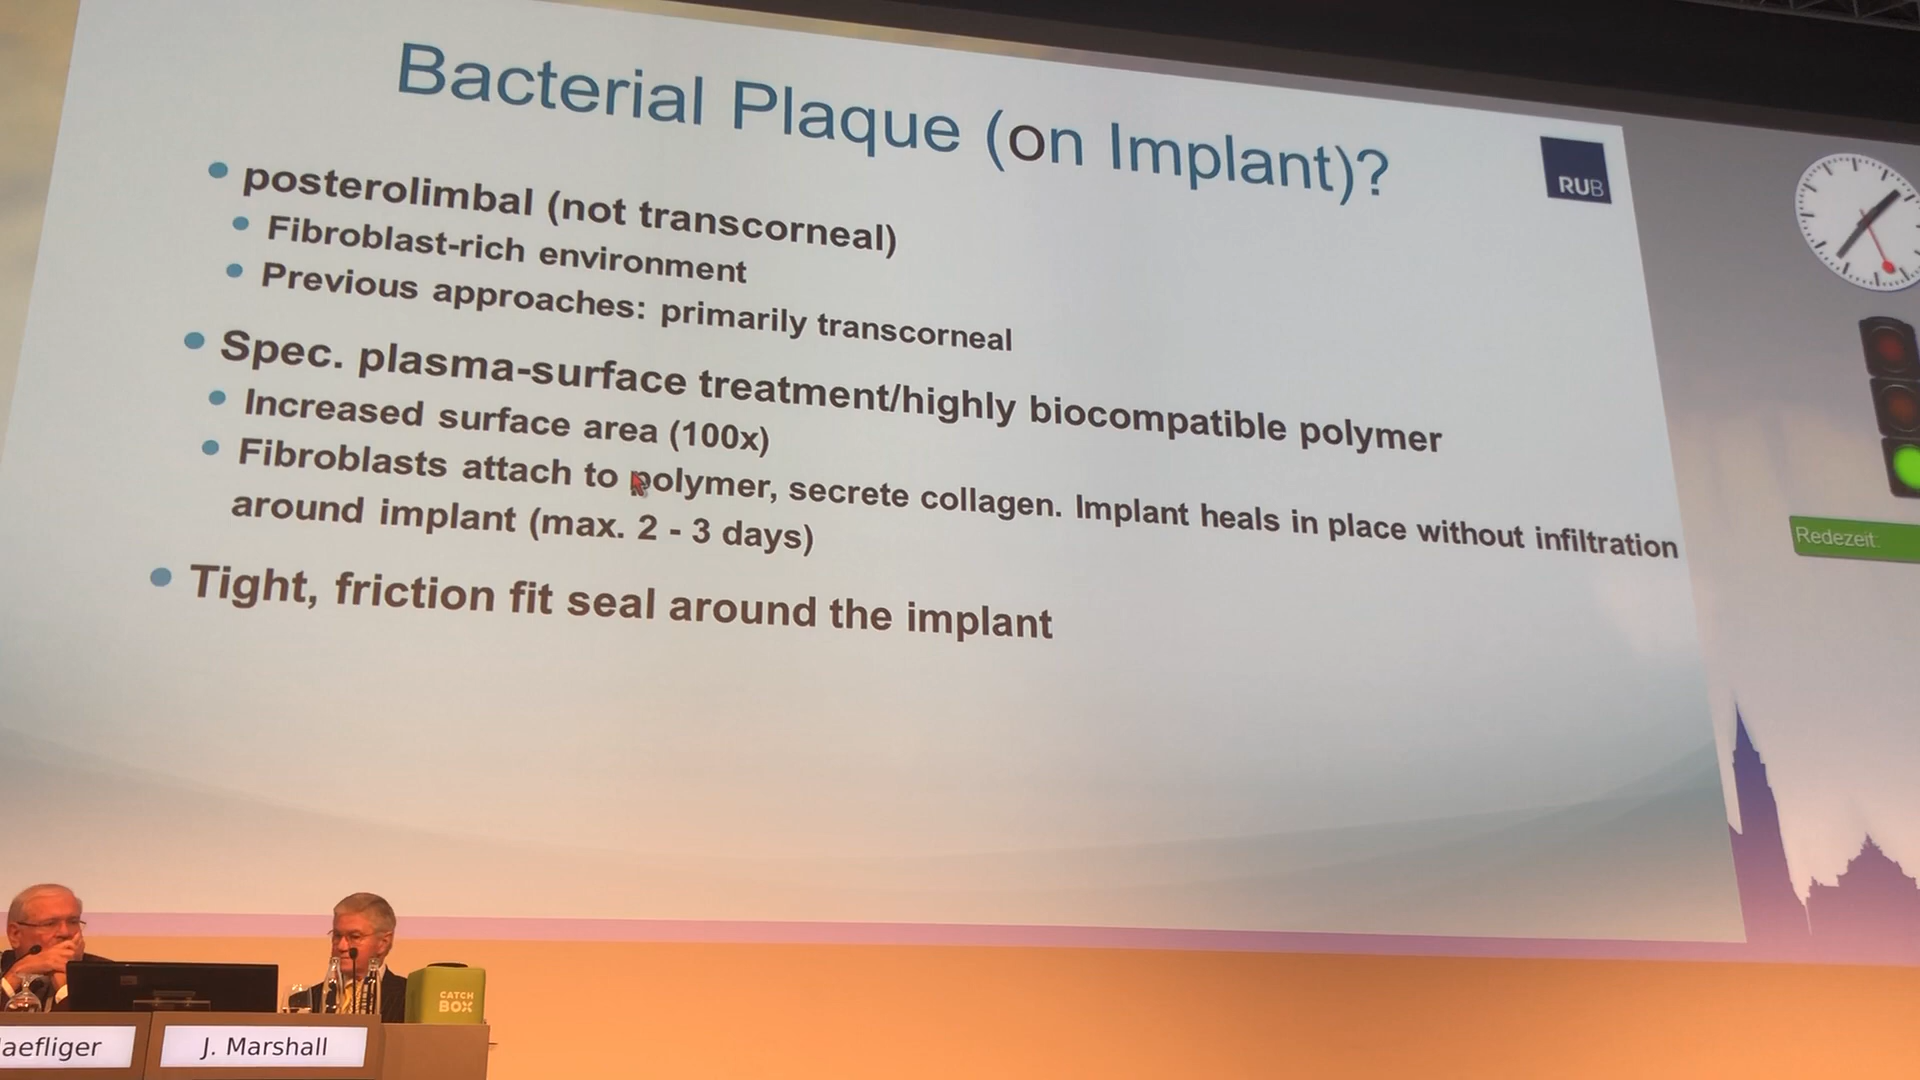 Bacterial Plaque (on Implant)?
RUB
posterolimbal (not transcorneal)
Fibroblast-rich environment
Previous approaches: primarily transcorneal
Spec. plasma-surface treatment/highly biocompatible polymer
Increased surface area (100x)
Fibroblasts attach to polymer, secrete collagen. Implant heals in place without infiltration
around implant (max. 2 - 3 days)
Tight, friction fit seal around the implant
Redezeit:
CATCH
BOX
aefliger
J. Marshall